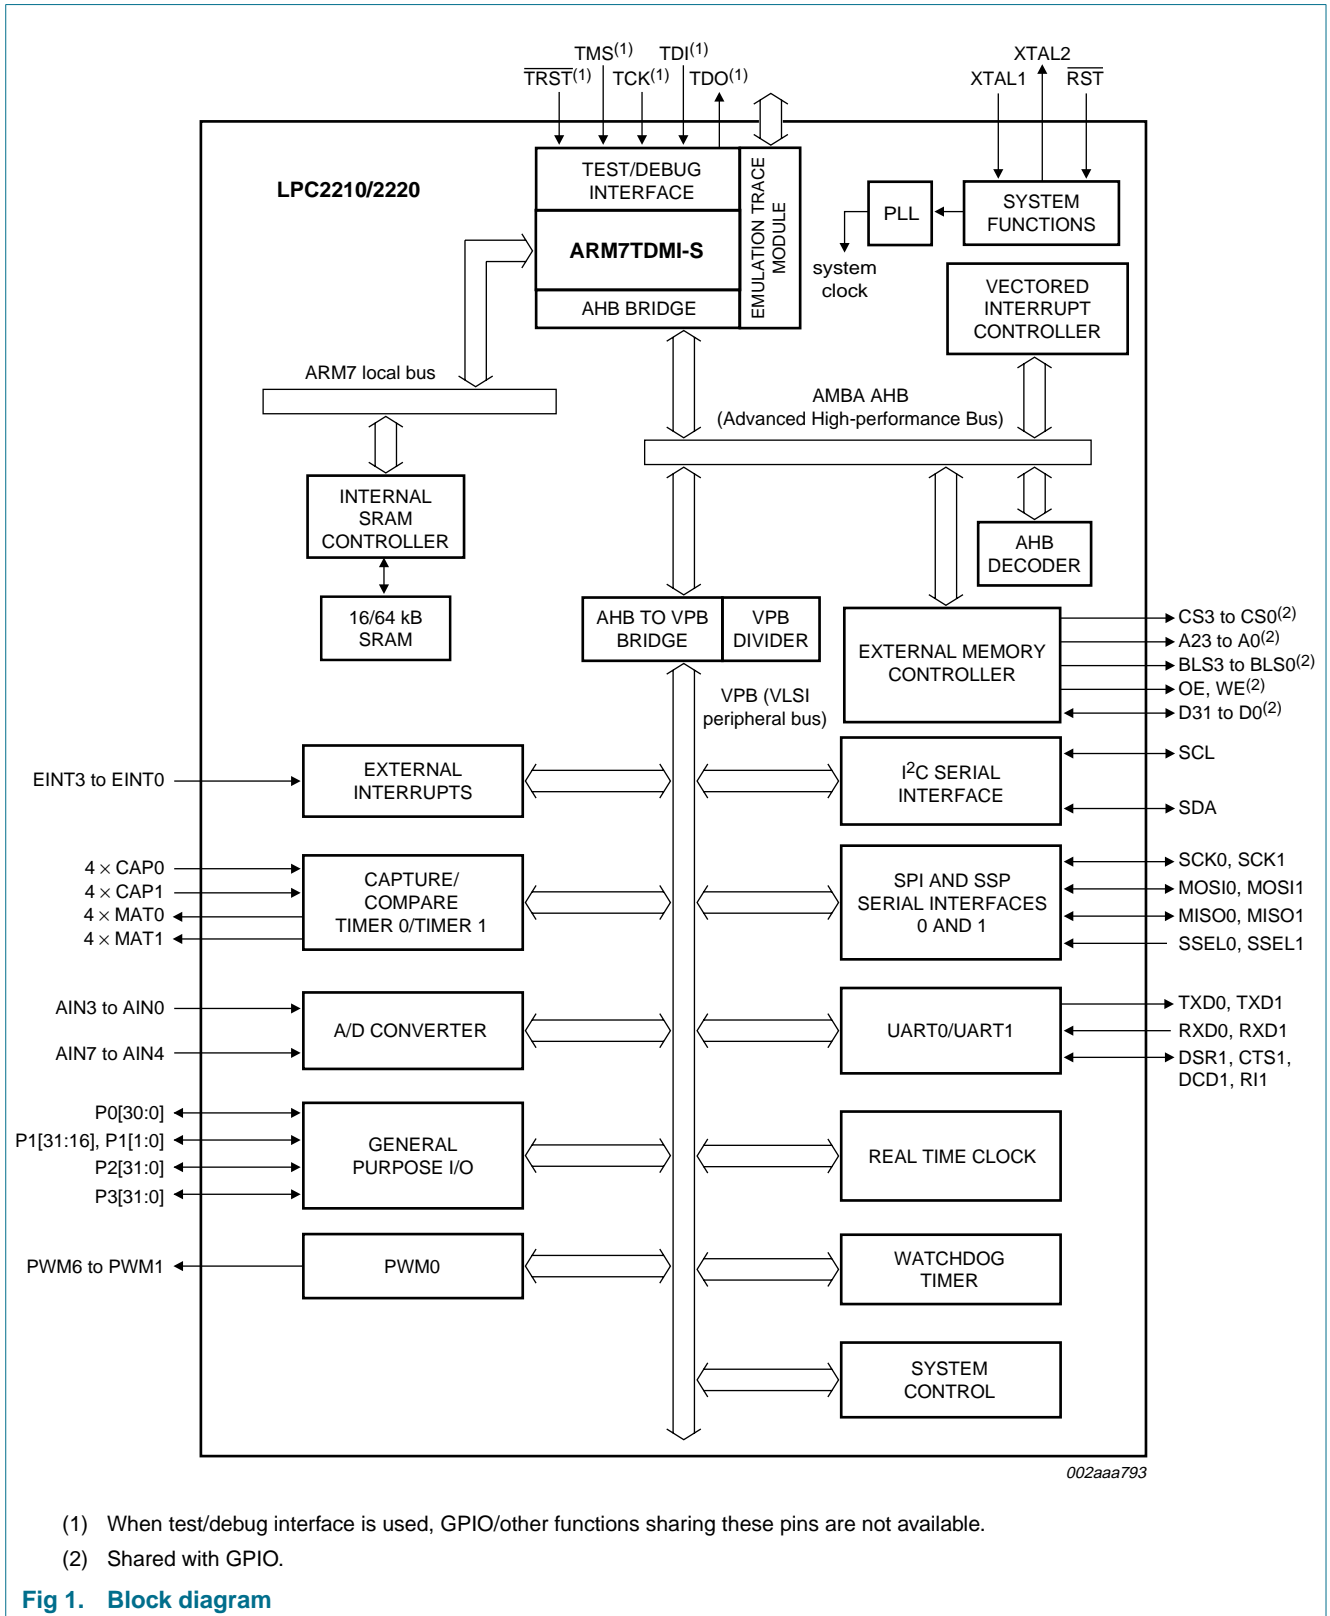 TMS(1) TDI(1) XTAL2
TRST(1) TCK(1) TDO(1) XTAL1 RST
LPC2210/2220
TEST/DEBUG
INTERFACE
ARM7TDMI-S
AHB BRIDGE
EMULATION TRACE
MODULE
PLL
SYSTEM
FUNCTIONS
system
clock
VECTORED
INTERRUPT
CONTROLLER
ARM7 local bus
AMBA AHB
(Advanced High-performance Bus)
INTERNAL
SRAM
CONTROLLER
16/64 kB
SRAM
AHB
DECODER
AHB TO VPB
BRIDGE
VPB
DIVIDER
EXTERNAL MEMORY
CONTROLLER
CS3 to CS0(2)
A23 to A0(2)
BLS3 to BLS0(2)
OE, WE(2)
D31 to D0(2)
VPB (VLSI
peripheral bus)
EINT3 to EINT0
EXTERNAL
INTERRUPTS
I2C SERIAL
INTERFACE
SCL
SDA
4 × CAP0
4 × CAP1
4 × MAT0
4 × MAT1
CAPTURE/
COMPARE
TIMER 0/TIMER 1
SPI AND SSP
SERIAL INTERFACES
0 AND 1
SCK0, SCK1
MOSI0, MOSI1
MISO0, MISO1
SSEL0, SSEL1
AIN3 to AIN0
AIN7 to AIN4
A/D CONVERTER
UART0/UART1
TXD0, TXD1
RXD0, RXD1
DSR1, CTS1,
DCD1, RI1
P0[30:0]
P1[31:16], P1[1:0]
P2[31:0]
P3[31:0]
GENERAL
PURPOSE I/O
REAL TIME CLOCK
PWM6 to PWM1
PWM0
WATCHDOG
TIMER
SYSTEM
CONTROL
002aaa793
(1) When test/debug interface is used, GPIO/other functions sharing these pins are not available.
(2) Shared with GPIO.
Fig 1. Block diagram